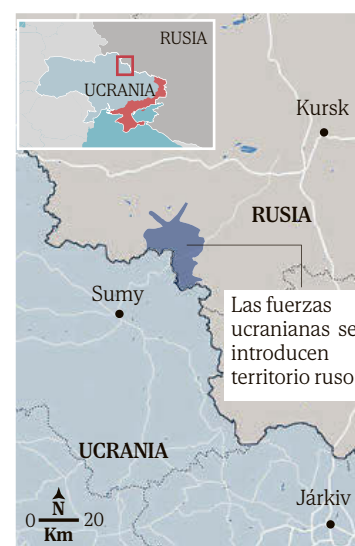 RUSIA
UCRANIA
Kursk
RUSIA
Sumy
Las fuerzas
ucranianas se
introducen
territorio ruso
UCRANIA
Járkiv
N
0 20
Km